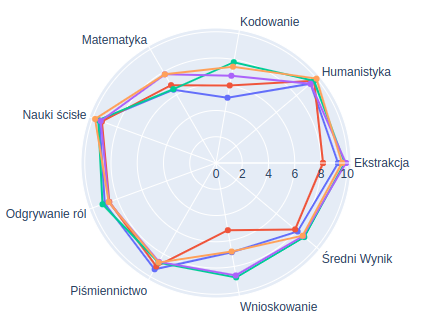 Kodowanie
Matematyka
Humanistyka
Nauki ścisłe
Ekstrakcja
0 2 4 6 8 10
Odgrywanie ról
Średni Wynik
Piśmiennictwo
Wnioskowanie